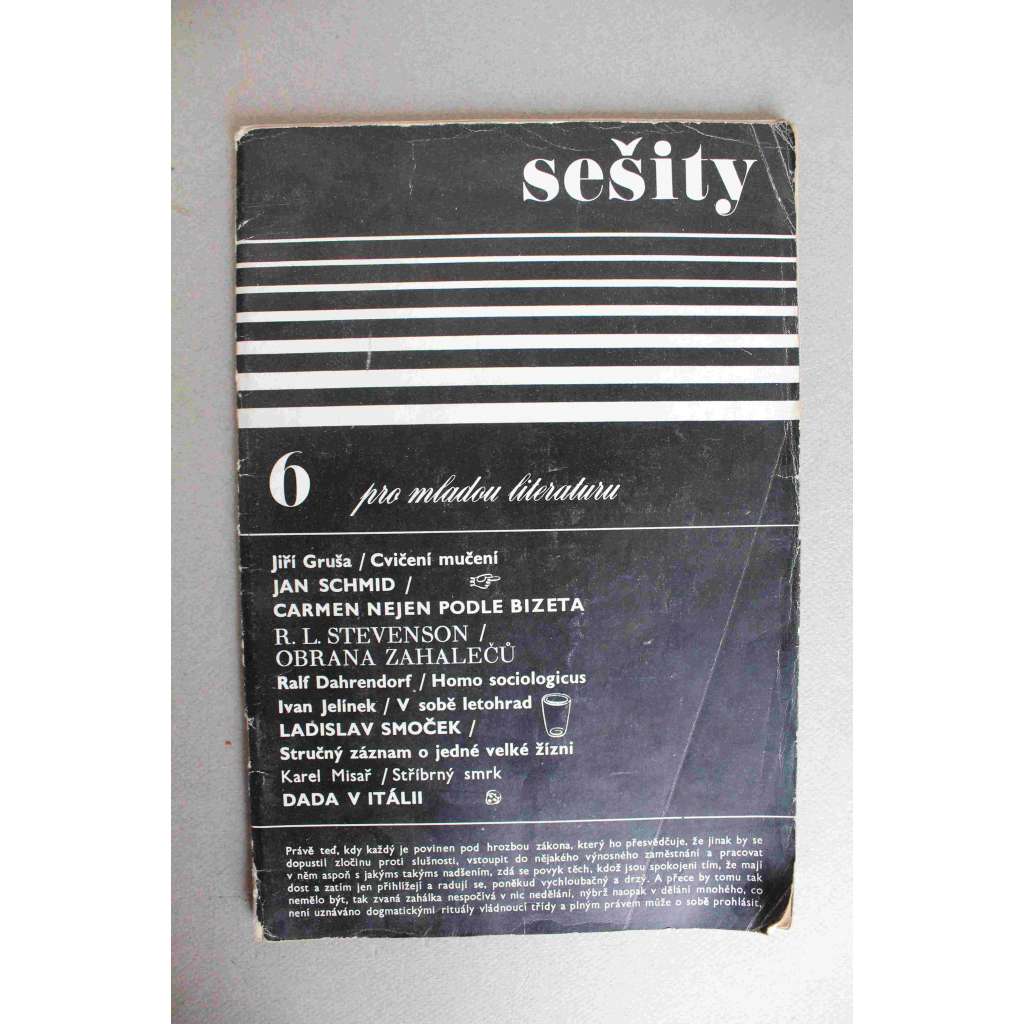 sešity
6 pro mladou literaturu
Jiří Gruša / Cvičení mučení
JAN SCHMID /
CARMEN NEJEN PODLE BIZETA
R. L. STEVENSON /
OBRANA ZAHALEČŮ
Ralf Dahrendorf / Homo sociologicus
Ivan Jelínek / V sobě letohrad
LADISLAV SMOČEK /
Stručný záznam o jedné velké žízni
Karel Misař / Stříbrný smrk
DADA V ITÁLII
Právě teď, kdy každý je povinen pod hrozbou zákona, který ho přesvědčuje, že jinak by se
dopustil zločinu proti slušnosti, vstoupit do nějakého výnosného zaměstnání a pracovat
v něm aspoň s jakýms takýms nadšením, zdá se povyk těch, kdož jsou spokojeni tím, že mají
dost a zatím jen přihlížejí a radují se, poněkud vychloubačný a drzý. A přece by tomu tak
nemělo být, tak zvaná zahálka nespočívá v nic nedělání, nýbrž naopak v dělání mnohého, co
není uznáváno dogmatickými rituály vládnoucí třídy a plným právem může o sobě prohlásit,